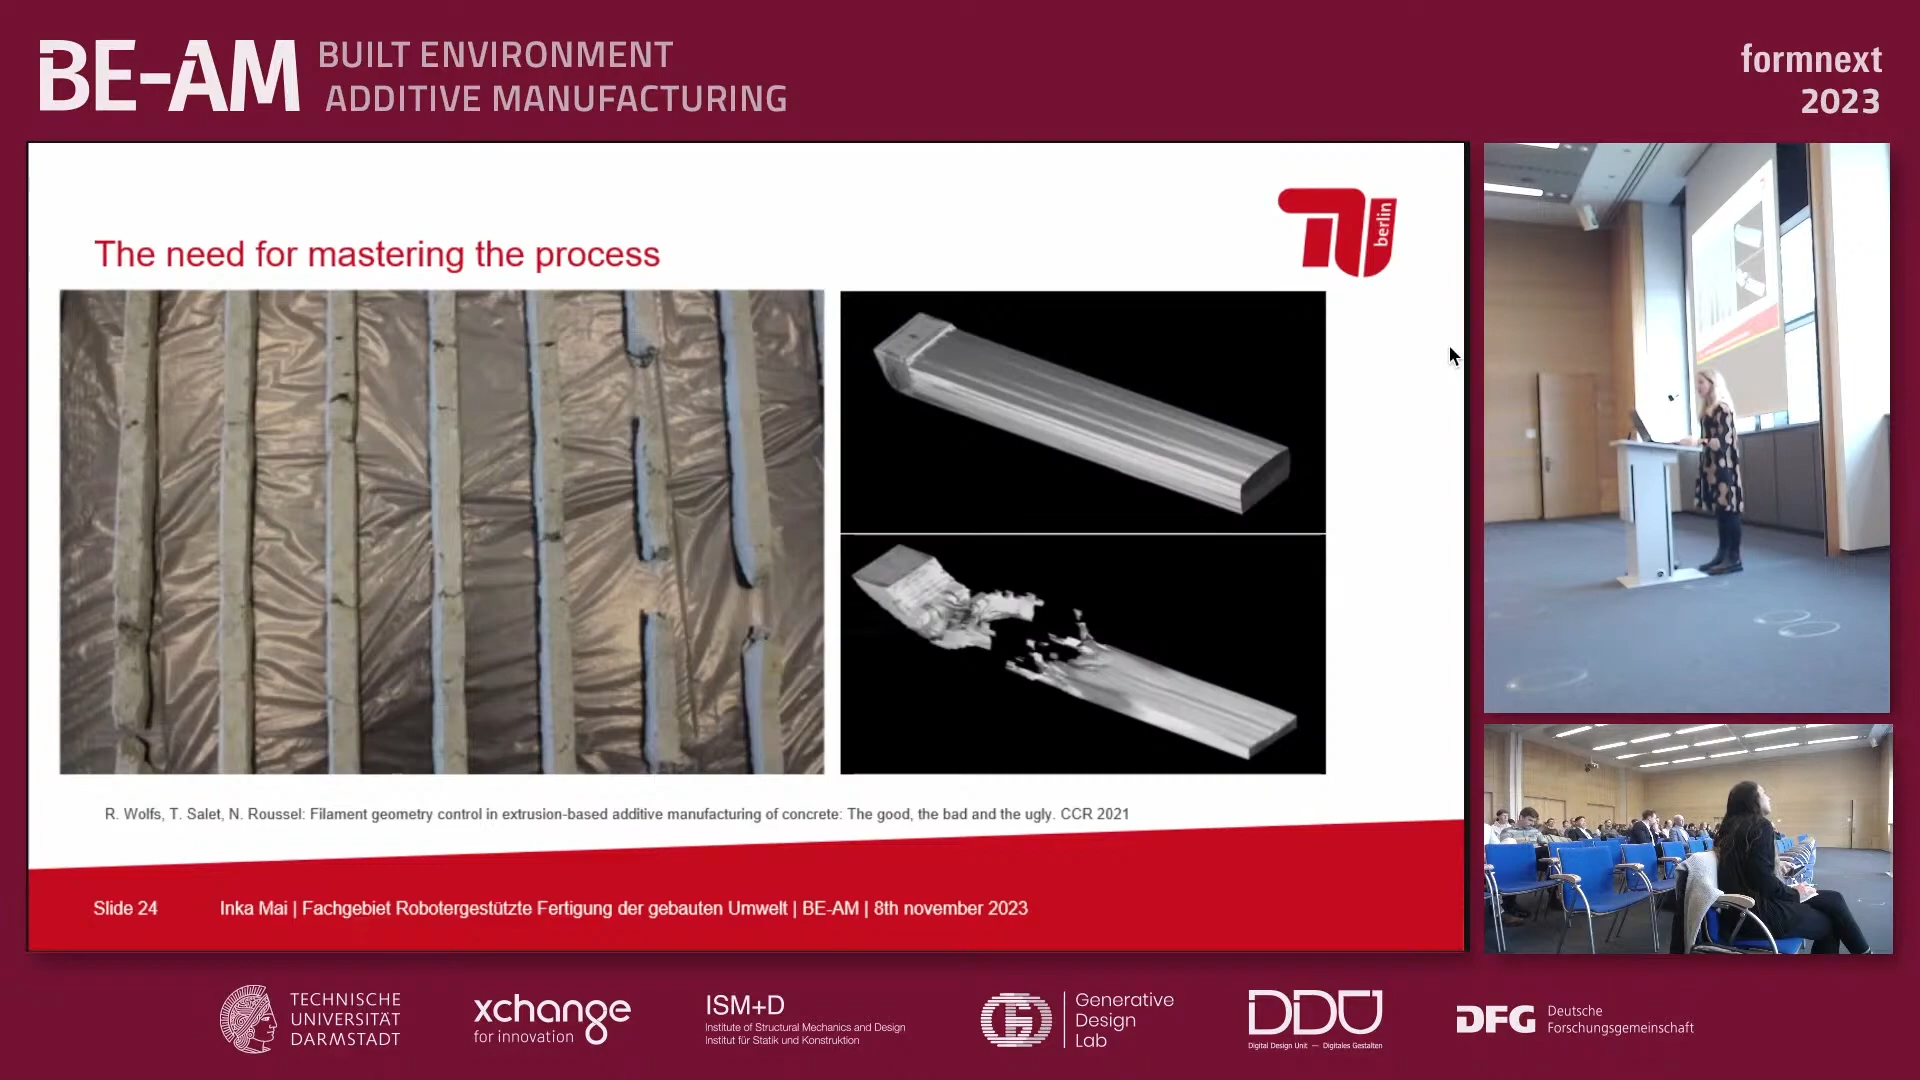 BE-AM
BUILT ENVIRONMENT
ADDITIVE MANUFACTURING
formnext
2023
berlin
The need for mastering the process
R. Wolfs, T. Salet, N. Roussel: Filament geometry control in extrusion-based additive manufacturing of concrete: The good, the bad and the ugly. CCR 2021
Slide 24
Inka Mai | Fachgebiet Robotergestützte Fertigung der gebauten Umwelt | BE-AM | 8th november 2023
TECHNISCHE
UNIVERSITÄT
DARMSTADT
xchange
for innovation
ISM+D
Institute of Structural Mechanics and Design
Institut für Statik und Konstruktion
Generative
Design
Lab
DDU
Digital Design Unit — Digitales Gestalten
DFG
Deutsche
Forschungsgemeinschaft